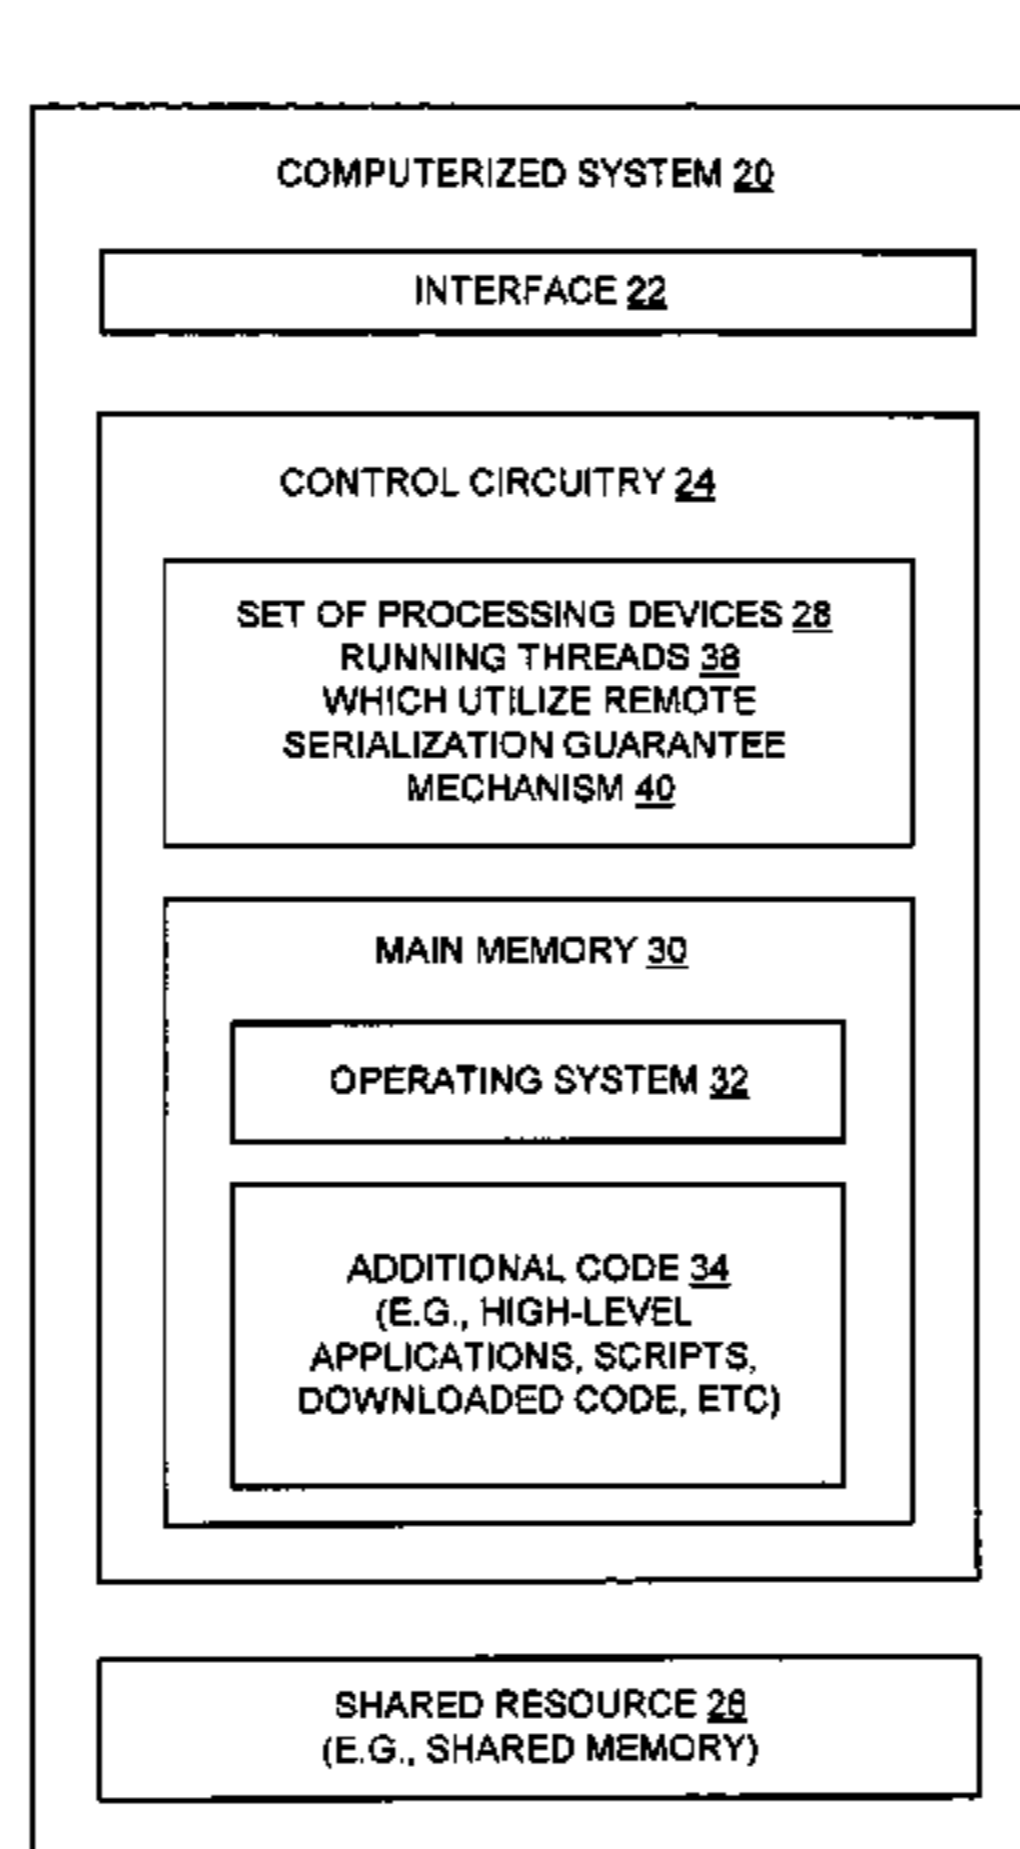 COMPUTERIZED SYSTEM 20
INTERFACE 22
CONTROL CIRCUITRY 24
SET OF PROCESSING DEVICES 28
RUNNING THREADS 38
WHICH UTILIZE REMOTE
SERIALIZATION GUARANTEE
MECHANISM 40
MAIN MEMORY 30
OPERATING SYSTEM 32
ADDITIONAL CODE 34
(E.G., HIGH-LEVEL
APPLICATIONS, SCRIPTS,
DOWNLOADED CODE, ETC)
SHARED RESOURCE 26
(E.G., SHARED MEMORY)